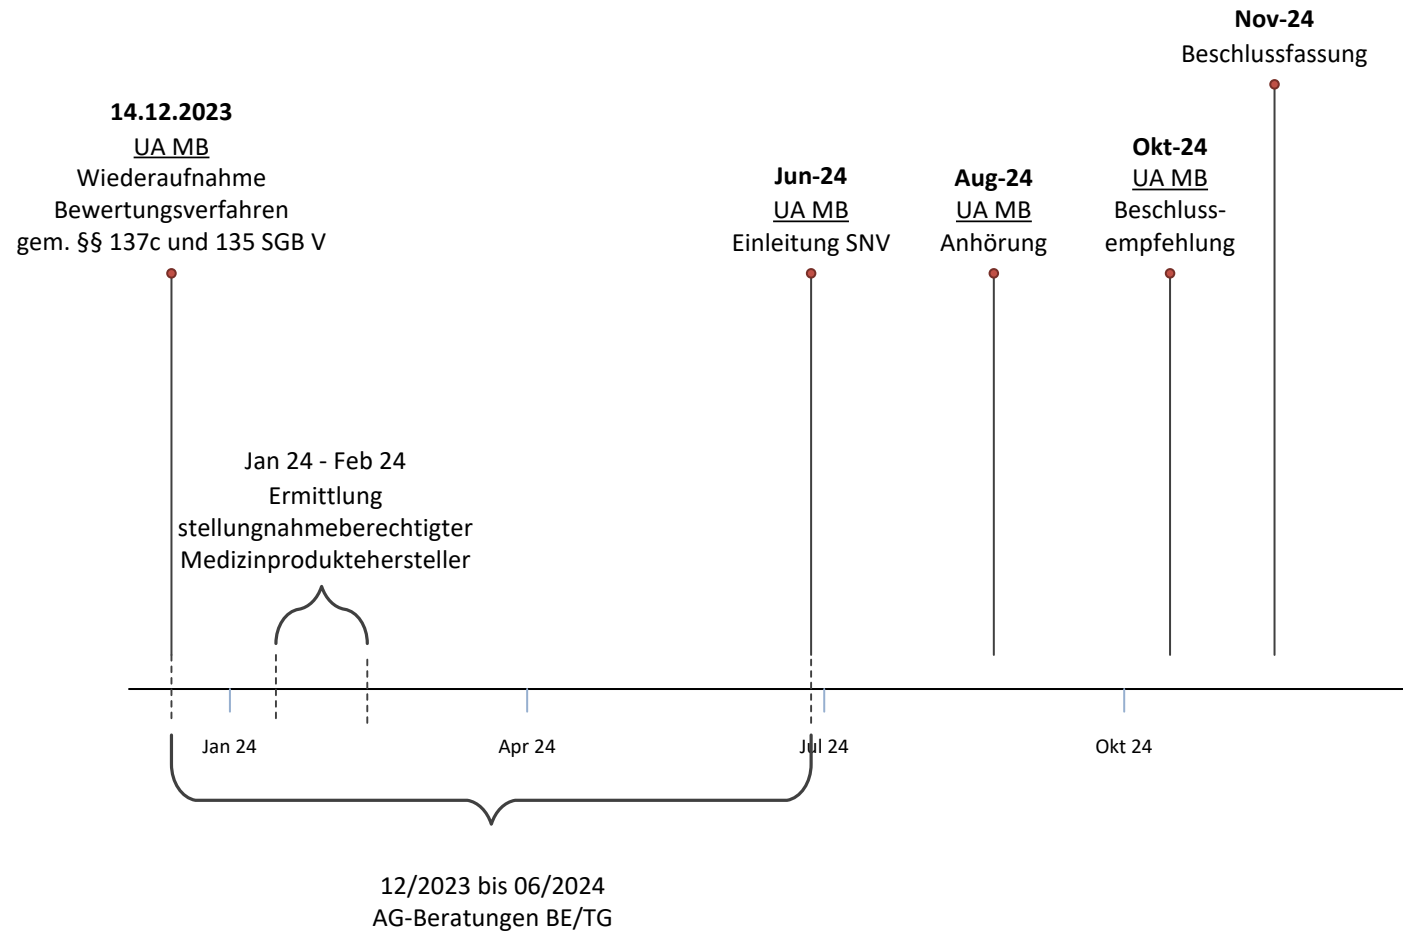 Nov-24
Beschlussfassung
14.12.2023
UA MB
Wiederaufnahme
Bewertungsverfahren
gem. §§ 137c und 135 SGB V
Jun-24
UA MB
Einleitung SNV
Aug-24
UA MB
Anhörung
Okt-24
UA MB
Beschluss-
empfehlung
Jan 24 - Feb 24
Ermittlung
stellungnahmeberechtigter
Medizinproduktehersteller
Jan 24
Apr 24
Jul 24
Okt 24
12/2023 bis 06/2024
AG-Beratungen BE/TG